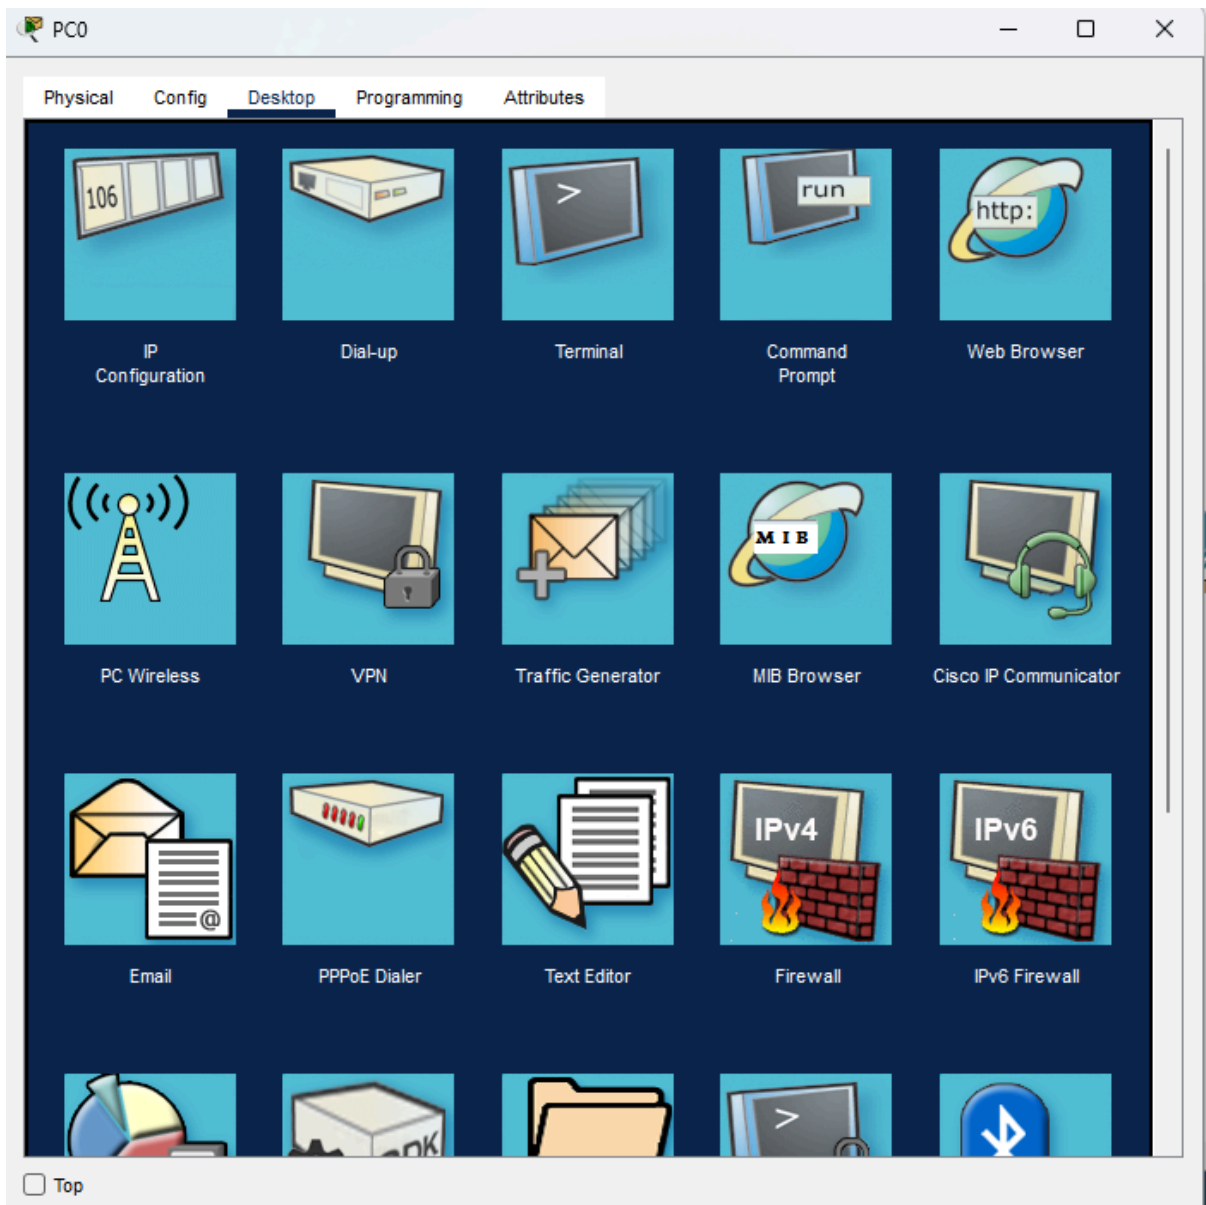 PC0
Physical Config Desktop Programming Attributes
106
>
run
http:
IP
Configuration
Dial-up
Terminal
Command
Prompt
Web Browser
MIB
PC Wireless
VPN
Traffic Generator
MIB Browser
Cisco IP Communicator
@
IPv4
IPv6
Email
PPPoE Dialer
Text Editor
Firewall
IPv6 Firewall
>
Top